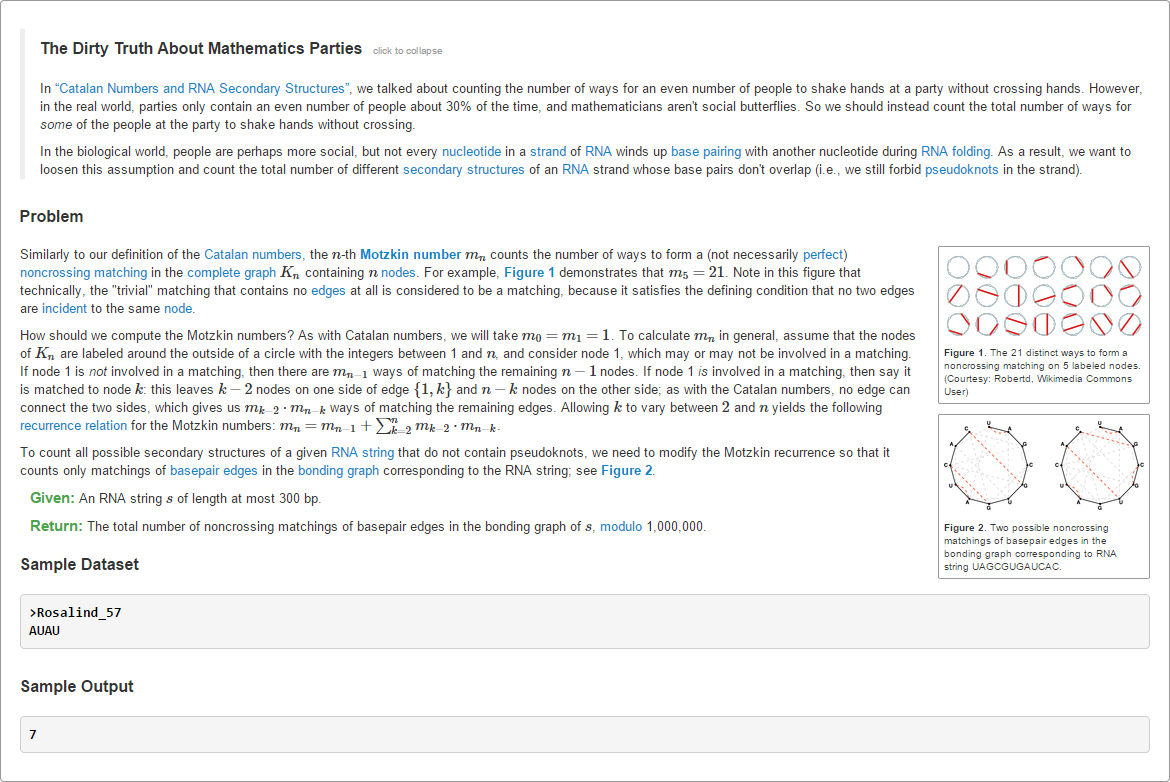 The Dirty Truth About Mathematics Parties click to collapse
In “Catalan Numbers and RNA Secondary Structures”, we talked about counting the number of ways for an even number of people to shake hands at a party without crossing hands. However,
in the real world, parties only contain an even number of people about 30% of the time, and mathematicians aren't social butterflies. So we should instead count the total number of ways for
some of the people at the party to shake hands without crossing.
In the biological world, people are perhaps more social, but not every nucleotide in a strand of RNA winds up base pairing with another nucleotide during RNA folding. As a result, we want to
loosen this assumption and count the total number of different secondary structures of an RNA strand whose base pairs don't overlap (i.e., we still forbid pseudoknots in the strand).
Problem
Similarly to our definition of the Catalan numbers, the n-th Motzkin number mₙ counts the number of ways to form a (not necessarily perfect)
noncrossing matching in the complete graph Kₙ containing n nodes. For example, Figure 1 demonstrates that m₅ = 21. Note in this figure that
technically, the "trivial" matching that contains no edges at all is considered to be a matching, because it satisfies the defining condition that no two edges
are incident to the same node.
How should we compute the Motzkin numbers? As with Catalan numbers, we will take m₀ = m₁ = 1. To calculate mₙ in general, assume that the nodes
of Kₙ are labeled around the outside of a circle with the integers between 1 and n, and consider node 1, which may or may not be involved in a matching.
If node 1 is not involved in a matching, then there are mₙ₋₁ ways of matching the remaining n − 1 nodes. If node 1 is involved in a matching, then say it
is matched to node k: this leaves k − 2 nodes on one side of edge {1, k} and n − k nodes on the other side; as with the Catalan numbers, no edge can
connect the two sides, which gives us mₖ₋₂ · mₙ₋ₖ ways of matching the remaining edges. Allowing k to vary between 2 and n yields the following
recurrence relation for the Motzkin numbers: mₙ = mₙ₋₁ + ∑ⁿₖ₌₂ mₖ₋₂ · mₙ₋ₖ.
To count all possible secondary structures of a given RNA string that do not contain pseudoknots, we need to modify the Motzkin recurrence so that it
counts only matchings of basepair edges in the bonding graph corresponding to the RNA string; see Figure 2.
Given: An RNA string s of length at most 300 bp.
Return: The total number of noncrossing matchings of basepair edges in the bonding graph of s, modulo 1,000,000.
Figure 1. The 21 distinct ways to form a
noncrossing matching on 5 labeled nodes.
(Courtesy: Robertd, Wikimedia Commons
User)
Figure 2. Two possible noncrossing
matchings of basepair edges in the
bonding graph corresponding to RNA
string UAGCGUGAUCAC.
Sample Dataset
>Rosalind_57
AUAU
Sample Output
7